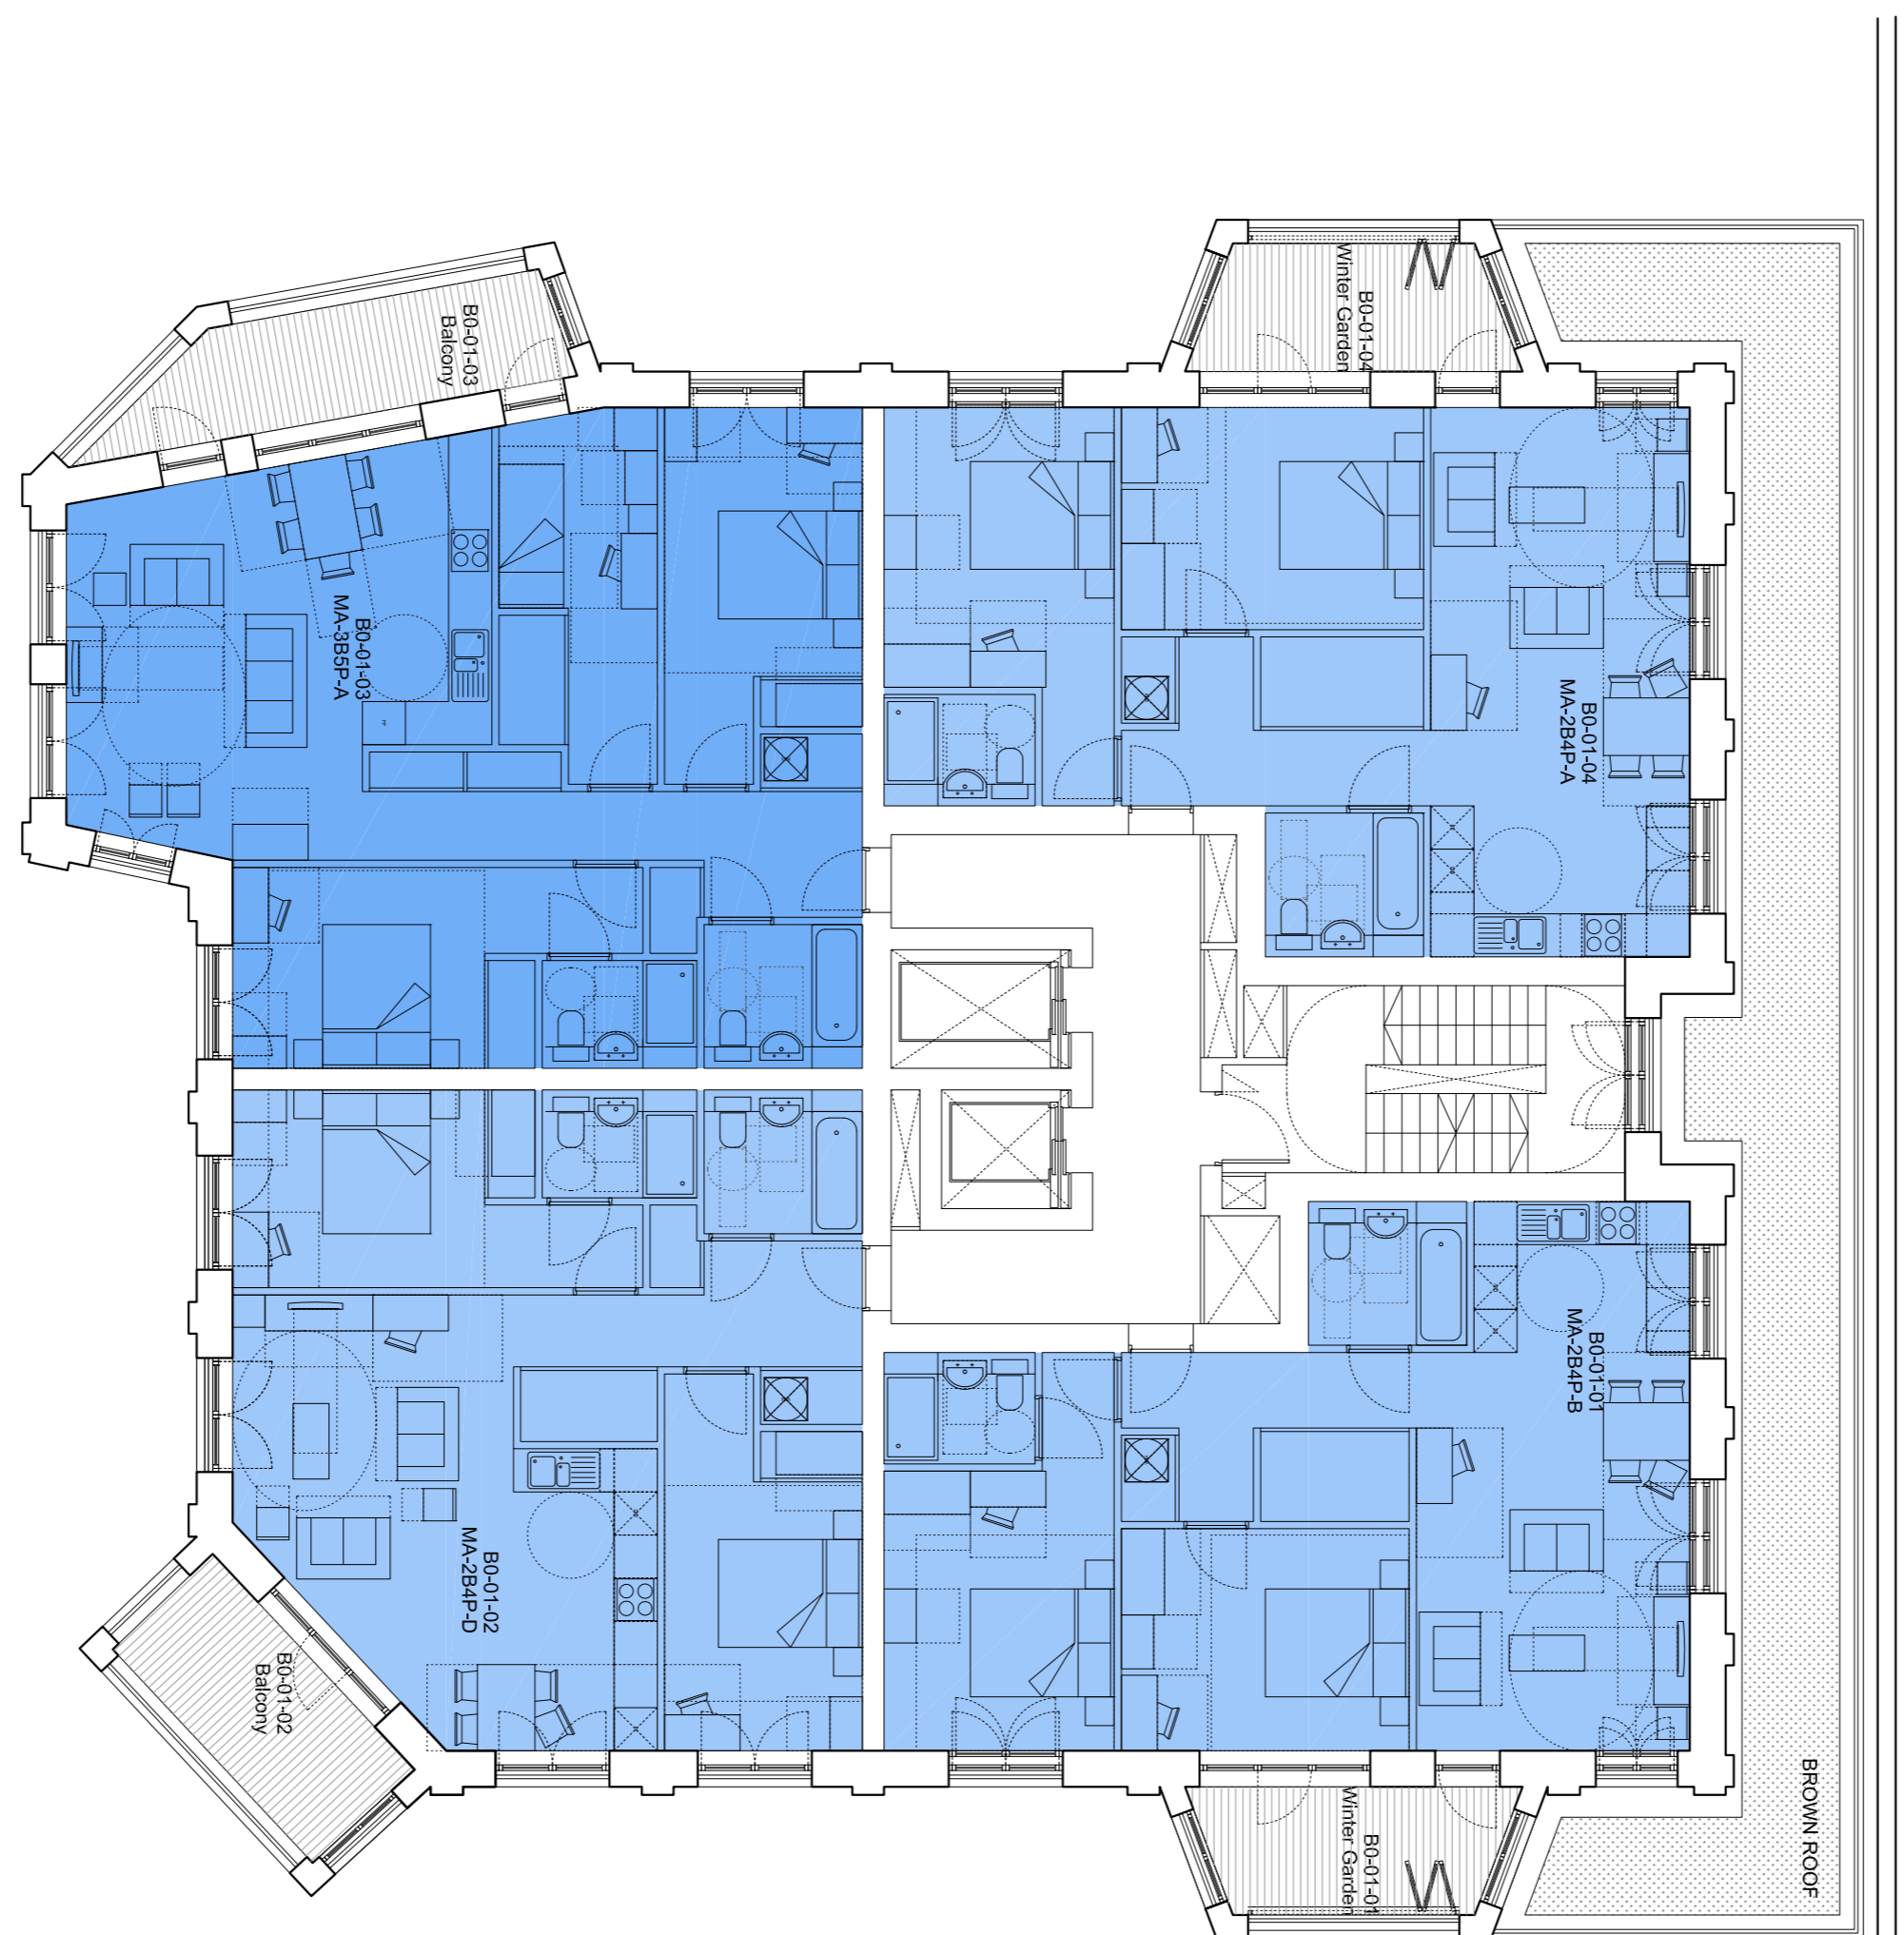 B0-01-03
Balcony
B0-01-04
Winter Garden
B0-01-03
MA-3B5P-A
B0-01-04
MA-2B4P-A
B0-01-01
MA-2B4P-B
B0-01-02
MA-2B4P-D
B0-01-02
Balcony
B0-01-01
Winter Garden
BROWN ROOF